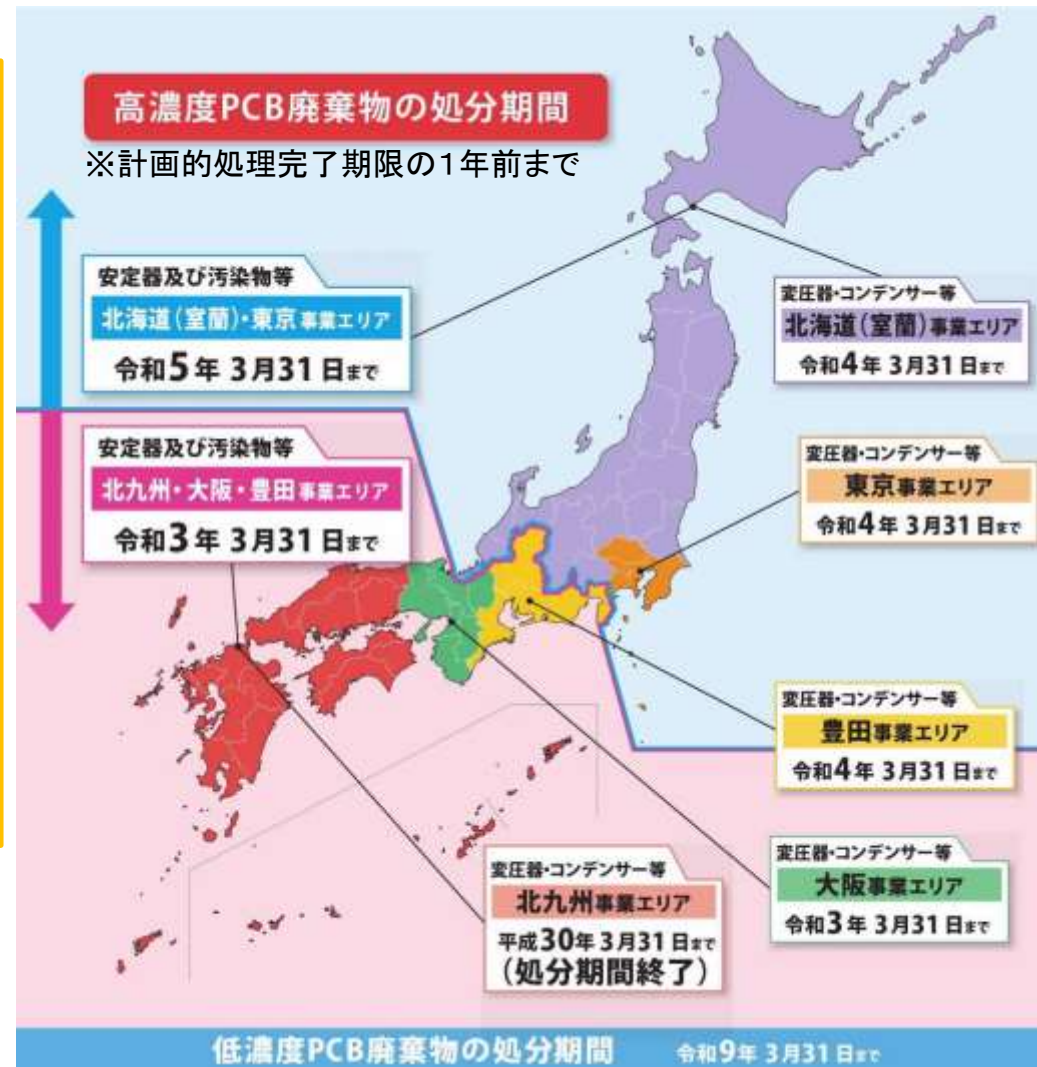 高濃度PCB廃棄物の処分期間
※計画的処理完了期限の1年前まで
安定器及び汚染物等
北海道(室蘭)・東京事業エリア
令和5年 3月31日まで
変圧器・コンデンサー等
北海道(室蘭)事業エリア
令和4年 3月31日まで
安定器及び汚染物等
北九州・大阪・豊田事業エリア
令和3年 3月31日まで
変圧器・コンデンサー等
東京事業エリア
令和4年 3月31日まで
変圧器・コンデンサー等
豊田事業エリア
令和4年 3月31日まで
変圧器・コンデンサー等
大阪事業エリア
令和3年 3月31日まで
変圧器・コンデンサー等
北九州事業エリア
平成30年 3月31日まで
(処分期間終了)
低濃度PCB廃棄物の処分期間 令和9年 3月31日まで